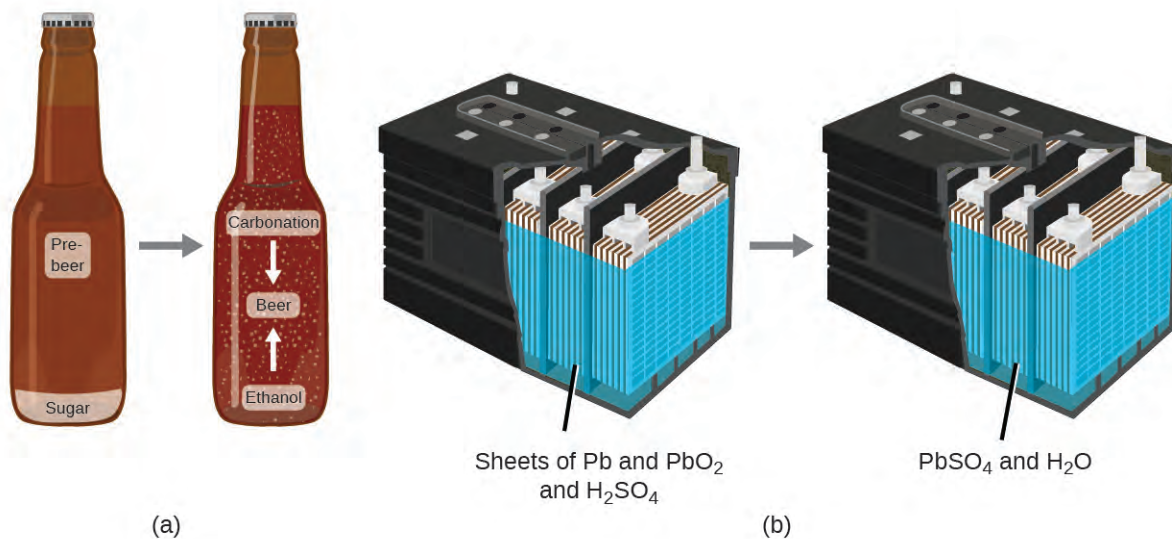 Pre-
beer
Sugar
Carbonation
Beer
Ethanol
(a)
Sheets of Pb and PbO₂
and H₂SO₄
PbSO₄ and H₂O
(b)